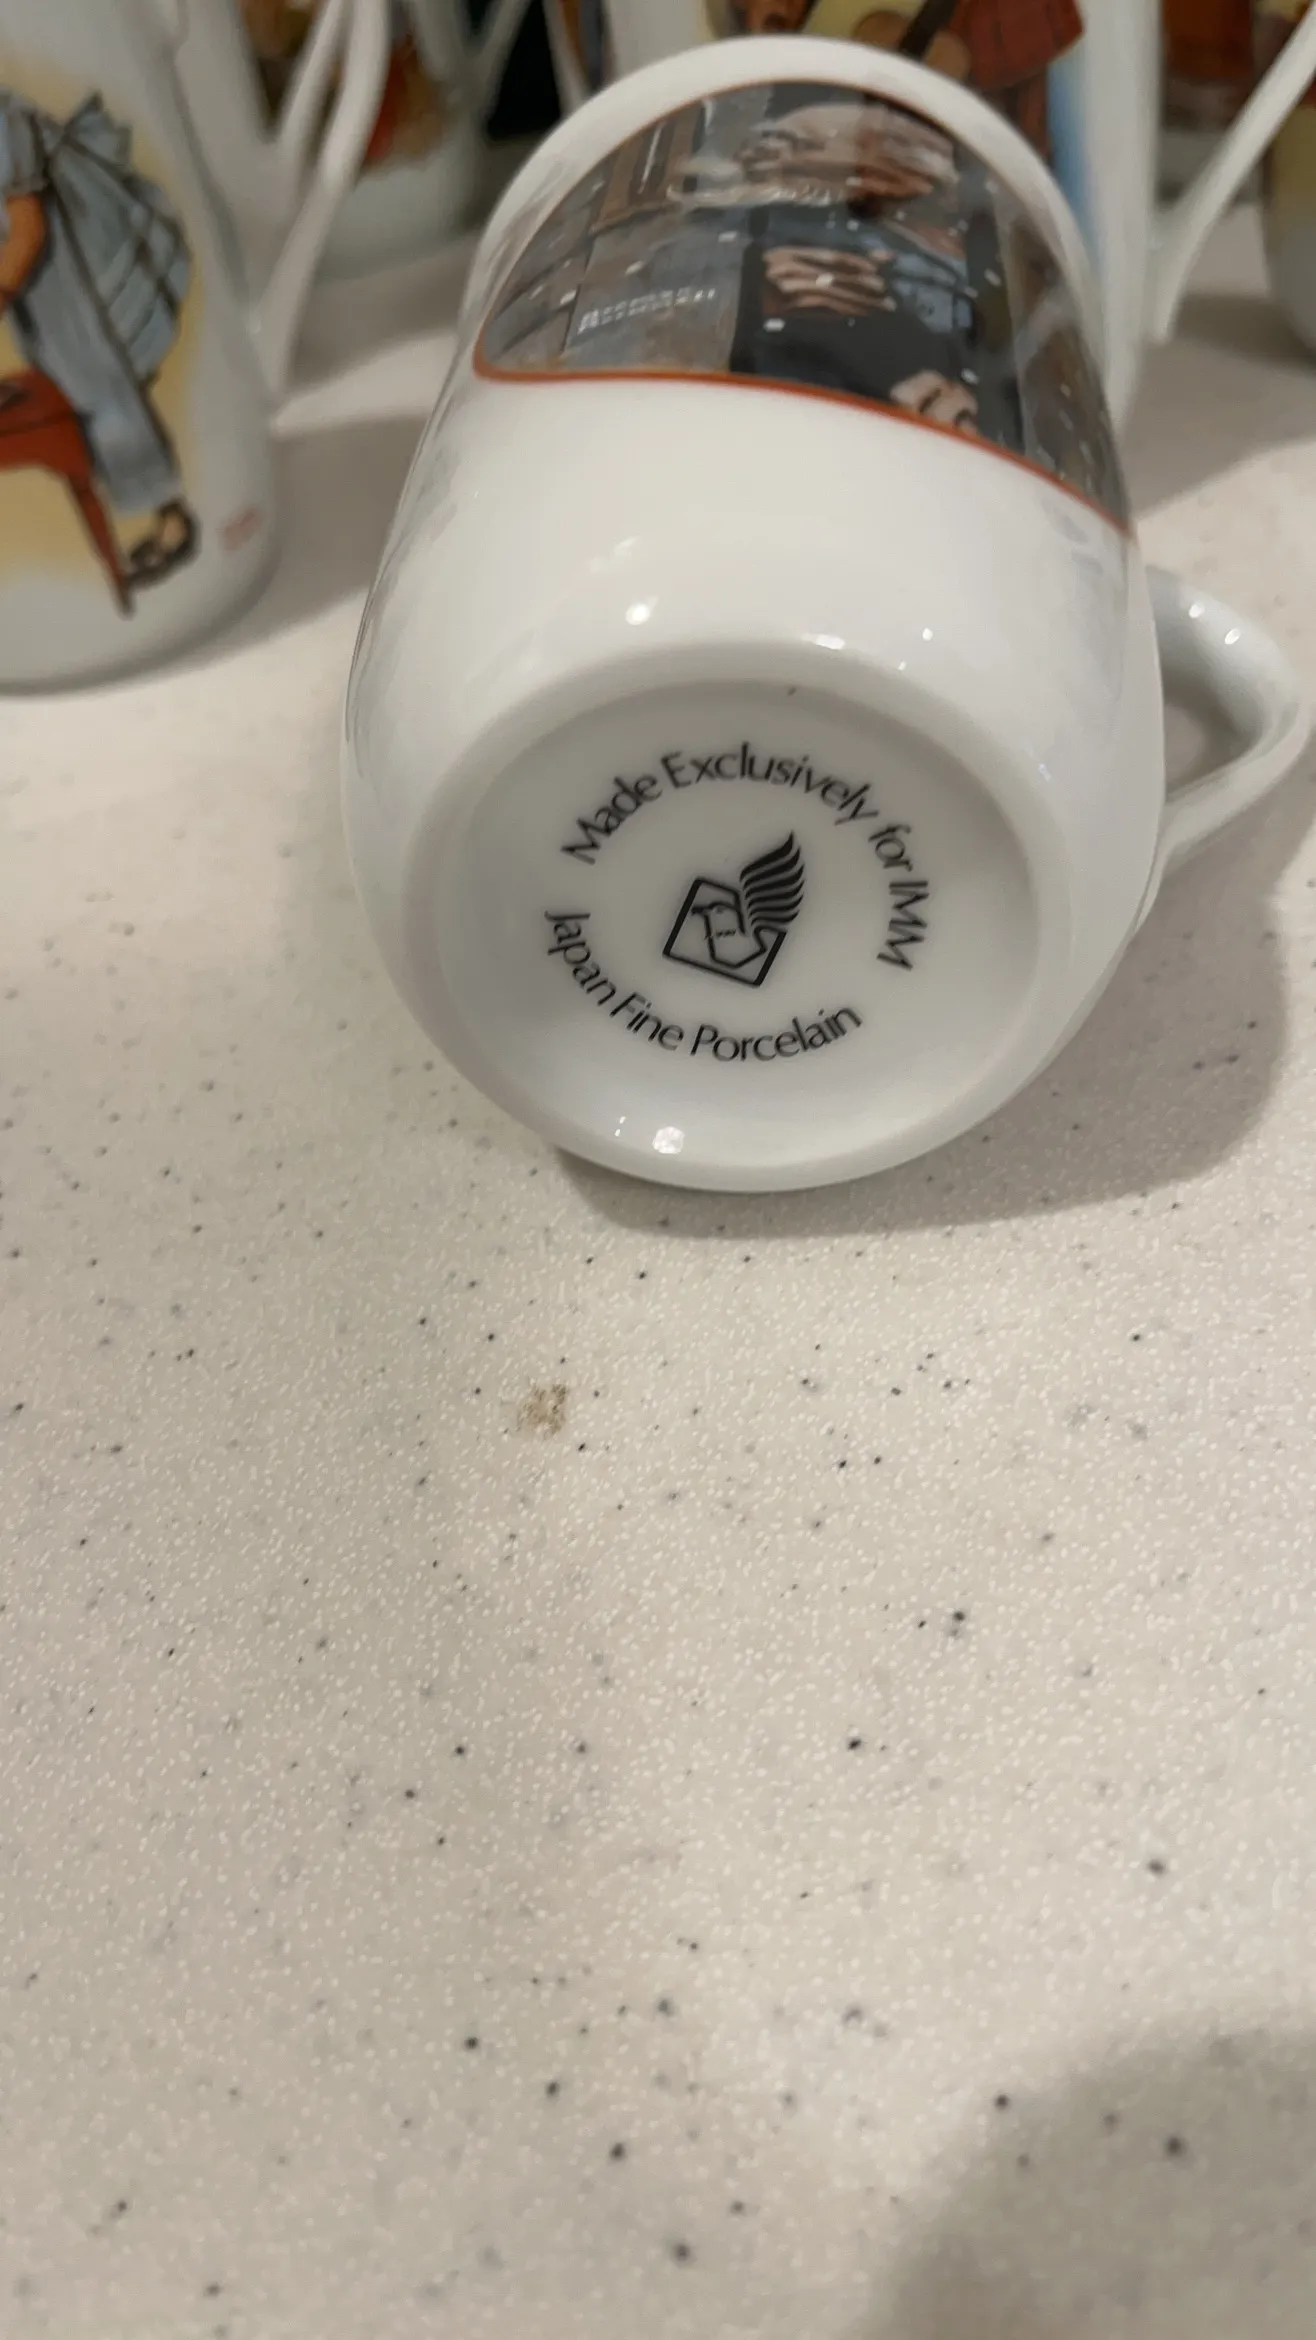 Made Exclusively for IMM
Japan Fine Porcelain